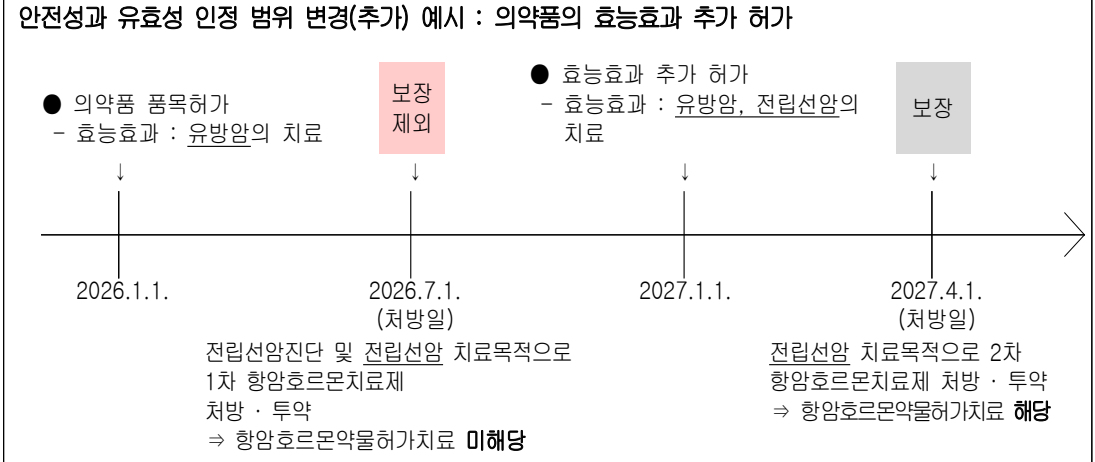 안전성과 유효성 인정 범위 변경(추가) 예시 : 의약품의 효능효과 추가 허가
● 의약품 품목허가
- 효능효과 : 유방암의 치료
보장
제외
● 효능효과 추가 허가
- 효능효과 : 유방암, 전립선암의
치료
보장
↓
↓
↓
↓
2026.1.1.
2026.7.1.
(처방일)
2027.1.1.
2027.4.1.
(처방일)
전립선암진단 및 전립선암 치료목적으로
1차 항암호르몬치료제
처방 · 투약
⇒ 항암호르몬약물허가치료 미해당
전립선암 치료목적으로 2차
항암호르몬치료제 처방 · 투약
⇒ 항암호르몬약물허가치료 해당